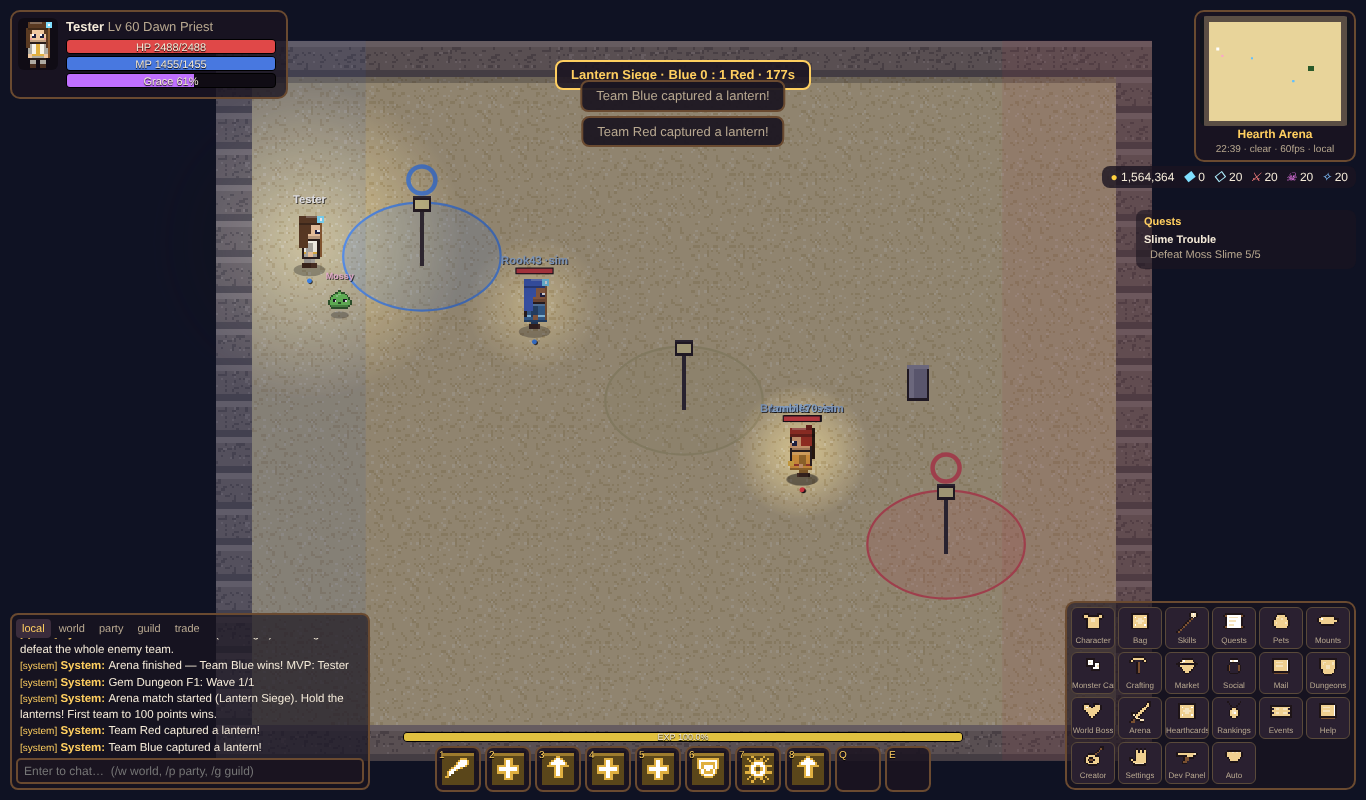 Tester Lv 60 Dawn Priest
HP 2488/2488
MP 1455/1455
Grace 61%
Lantern Siege · Blue 0 : 1 Red · 177s
Team Blue captured a lantern!
Team Red captured a lantern!
Hearth Arena
22:39 · clear · 60fps · local
1,564,364 0 20 20 20 20
Quests
Slime Trouble
Defeat Moss Slime 5/5
Tester
Mossy
Rook43 ·sim
local world party guild trade
defeat the whole enemy team.
[system] System: Arena finished — Team Blue wins! MVP: Tester
[system] System: Gem Dungeon F1: Wave 1/1
[system] System: Arena match started (Lantern Siege). Hold the
lanterns! First team to 100 points wins.
[system] System: Team Red captured a lantern!
[system] System: Team Blue captured a lantern!
Enter to chat… (/w world, /p party, /g guild)
EXP 100.0%
1 2 3 4 5 6 7 8 Q E
Character Bag Skills Quests Pets Mounts
Monster Ca Crafting Market Social Mail Dungeons
World Boss Arena Hearthcards Rankings Events Help
Creator Settings Dev Panel Auto